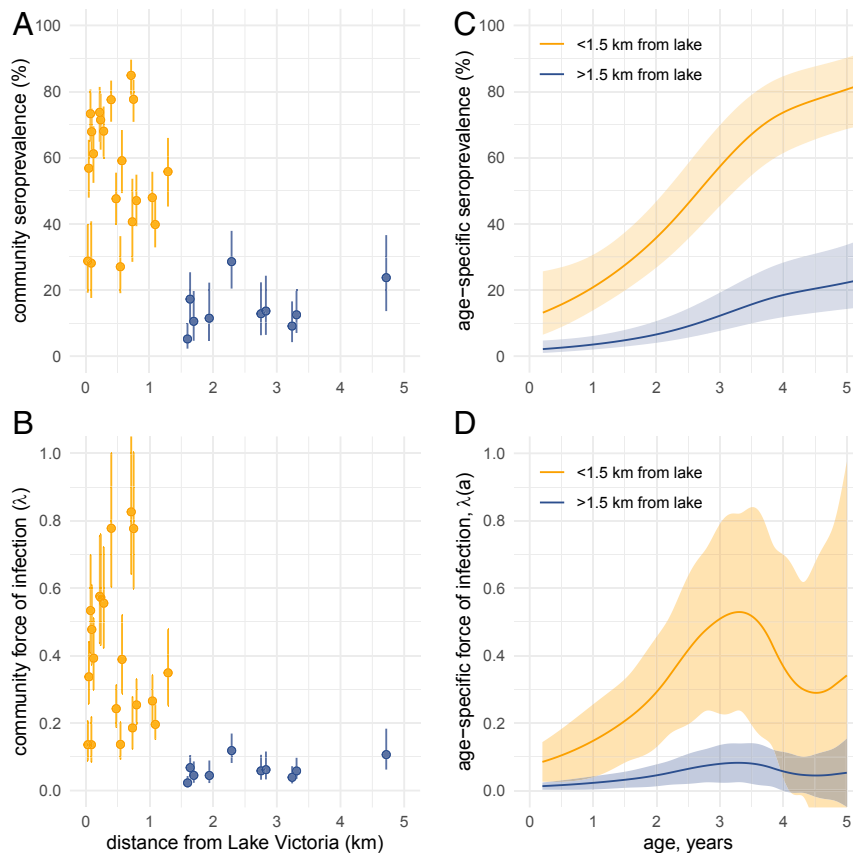 A
community seroprevalence (%)
100
80
60
40
20
0
0 1 2 3 4 5
C
age−specific seroprevalence (%)
100
80
60
40
20
0
<1.5 km from lake
>1.5 km from lake
0 1 2 3 4 5
B
community force of infection (λ)
1.0
0.8
0.6
0.4
0.2
0.0
0 1 2 3 4 5
distance from Lake Victoria (km)
D
age−specific force of infection, λ(a)
1.0
0.8
0.6
0.4
0.2
0.0
<1.5 km from lake
>1.5 km from lake
0 1 2 3 4 5
age, years